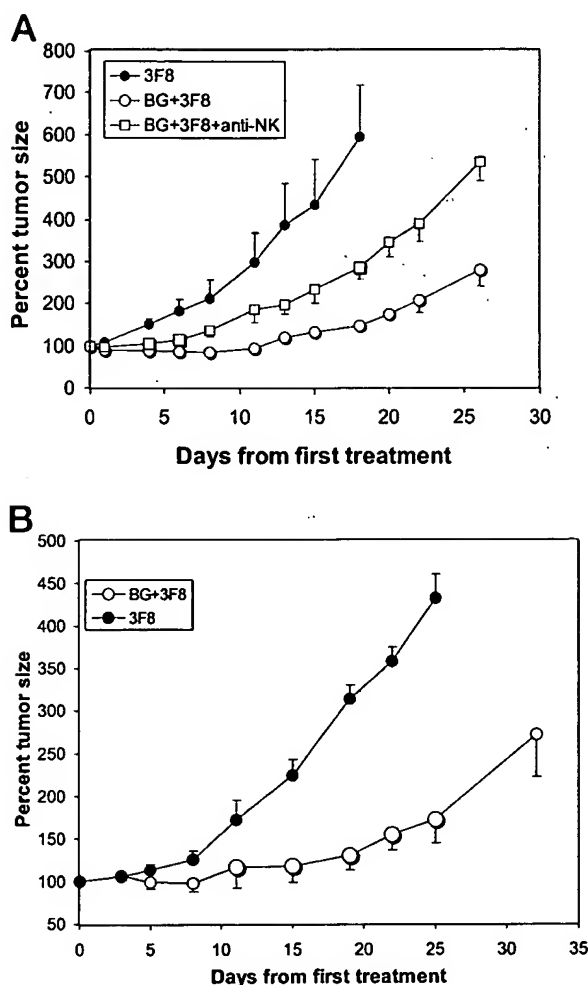 A
800
700
600
500
400
300
200
100
0
Percent tumor size
3F8
BG+3F8
BG+3F8+anti-NK
0 5 10 15 20 25 30
Days from first treatment
B
500
450
400
350
300
250
200
150
100
50
Percent tumor size
BG+3F8
3F8
0 5 10 15 20 25 30 35
Days from first treatment